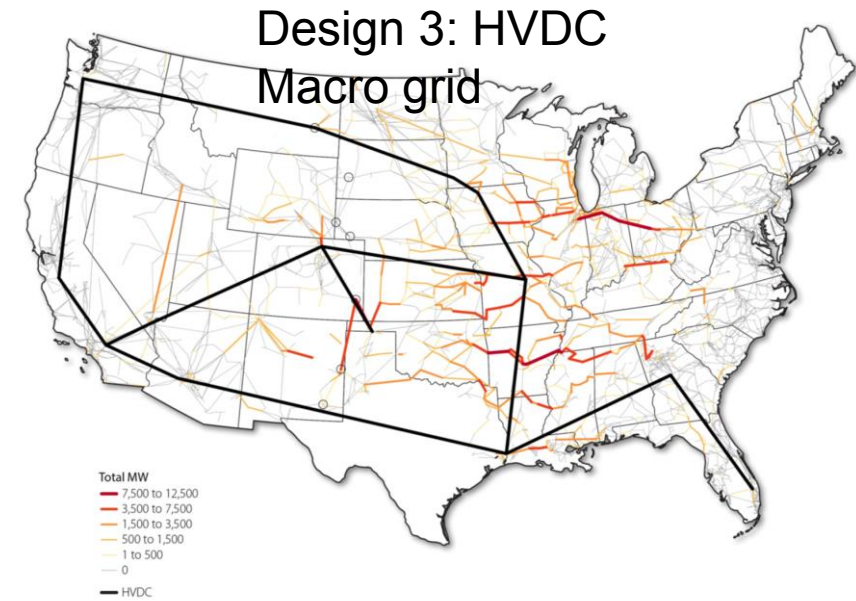 Design 3: HVDC
Macro grid
Total MW
7,500 to 12,500
3,500 to 7,500
1,500 to 3,500
500 to 1,500
1 to 500
0
HVDC